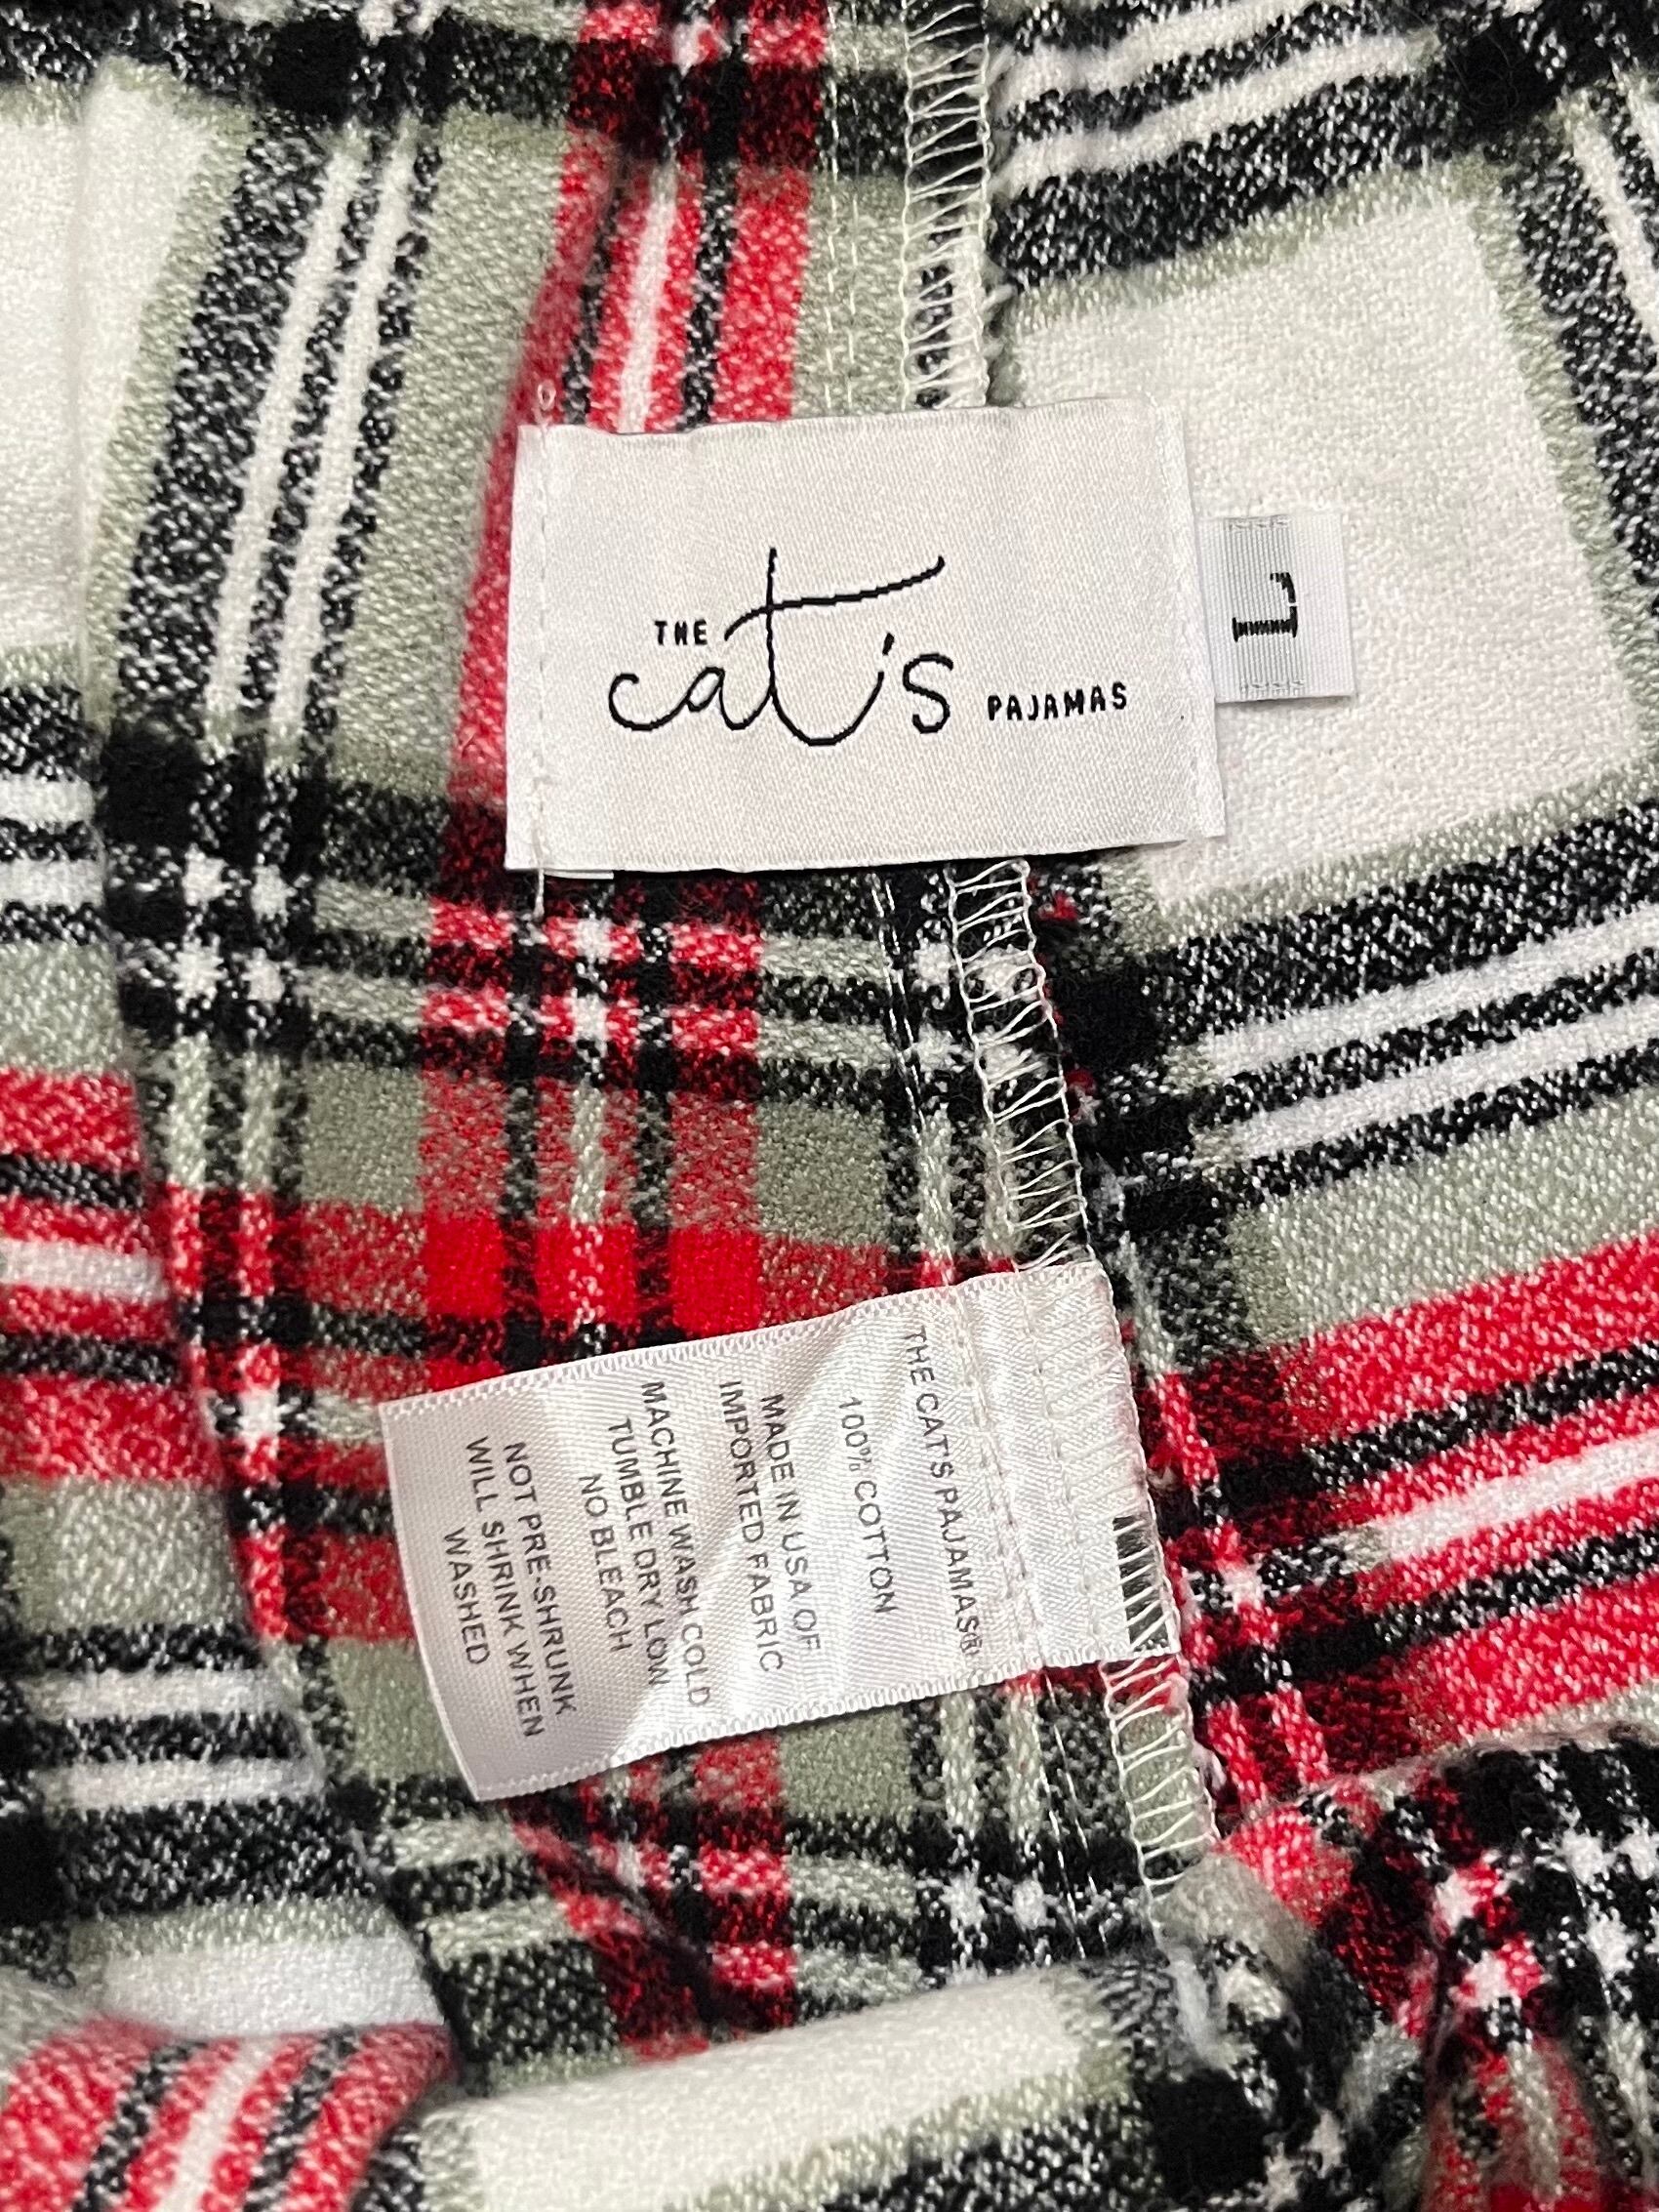 THE
cat's PAJAMAS
L
THE CAT'S PAJAMAS®
100% COTTON
MADE IN USA OF
IMPORTED FABRIC
MACHINE WASH COLD
TUMBLE DRY LOW
NO BLEACH
NOT PRE-SHRUNK
WILL SHRINK WHEN
WASHED